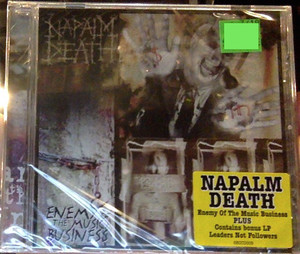 NAPALM
DEATH
ENEMY OF
THE MUSIC
BUSINESS
NAPALM
DEATH
Enemy Of The Music Business
PLUS
Contains bonus LP
Leaders Not Followers